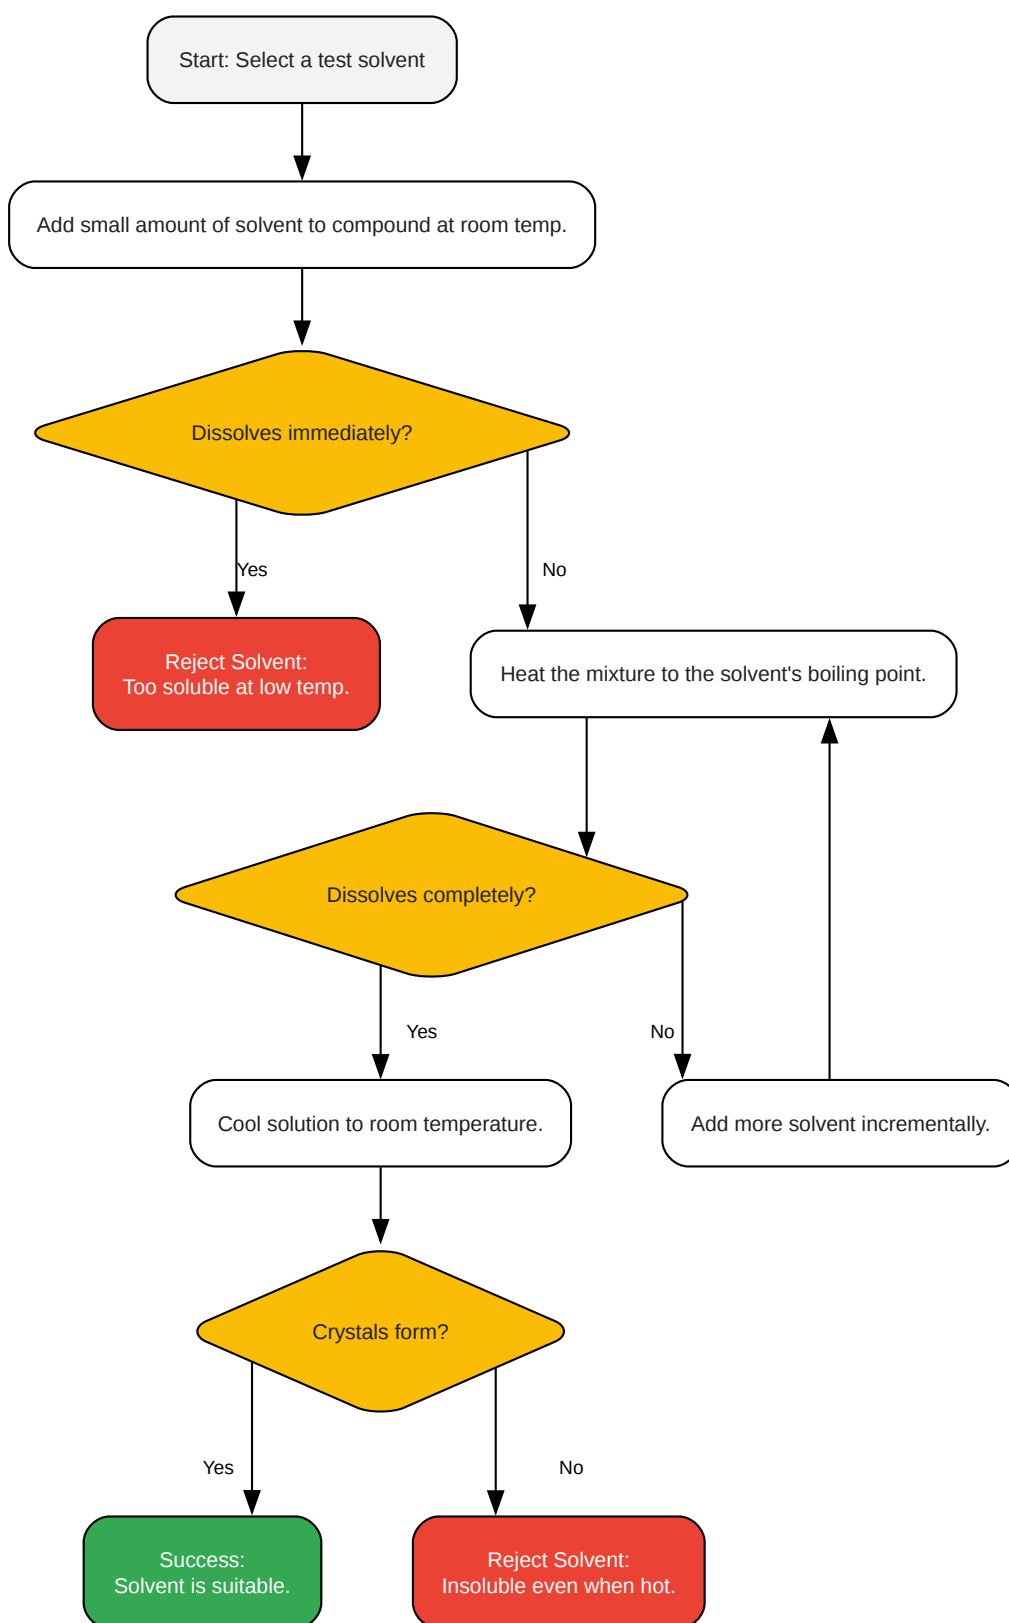 Start: Select a test solvent
Add small amount of solvent to compound at room temp.
Dissolves immediately?
Yes
No
Reject Solvent:
Too soluble at low temp.
Heat the mixture to the solvent's boiling point.
Dissolves completely?
Yes
No
Cool solution to room temperature.
Add more solvent incrementally.
Crystals form?
Yes
No
Success:
Solvent is suitable.
Reject Solvent:
Insoluble even when hot.